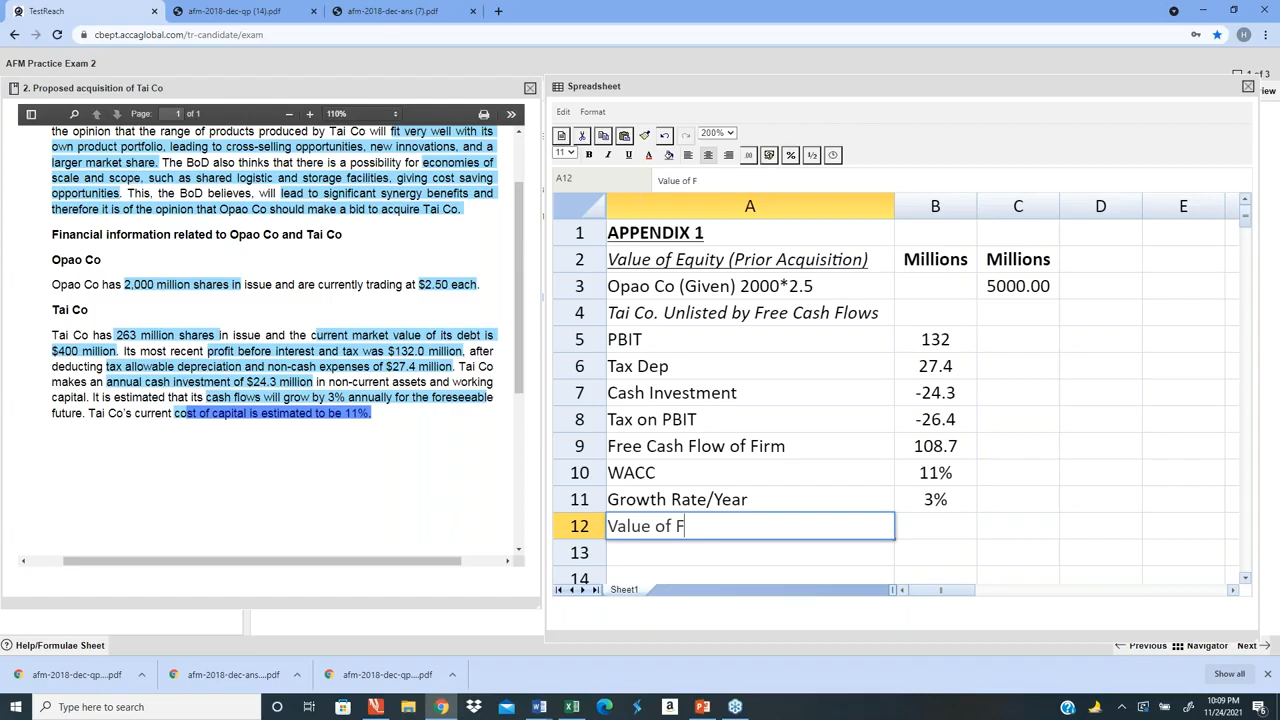 TestReach
afm-2018-dec-qp (14).pdf
afm-2018-dec-ans (7).pdf
cbept.accaglobal.com/tr-candidate/exam
H
AFM Practice Exam 2
1 of 3
2. Proposed acquisition of Tai Co
Spreadsheet
view
Page: 1 of 1
110%
the opinion that the range of products produced by Tai Co will fit very well with its
own product portfolio, leading to cross-selling opportunities, new innovations, and a
larger market share. The BoD also thinks that there is a possibility for economies of
scale and scope, such as shared logistic and storage facilities, giving cost saving
opportunities. This, the BoD believes, will lead to significant synergy benefits and
therefore it is of the opinion that Opao Co should make a bid to acquire Tai Co.
Financial information related to Opao Co and Tai Co
Opao Co
Opao Co has 2,000 million shares in issue and are currently trading at $2.50 each.
Tai Co
Tai Co has 263 million shares in issue and the current market value of its debt is
$400 million. Its most recent profit before interest and tax was $132.0 million, after
deducting tax allowable depreciation and non-cash expenses of $27.4 million. Tai Co
makes an annual cash investment of $24.3 million in non-current assets and working
capital. It is estimated that its cash flows will grow by 3% annually for the foreseeable
future. Tai Co's current cost of capital is estimated to be 11%.
Edit Format
200%
11 B I U A .00 % 1/2
A12 Value of F
A B C D E
1 APPENDIX 1
2 Value of Equity (Prior Acquisition) Millions Millions
3 Opao Co (Given) 2000*2.5 5000.00
4 Tai Co. Unlisted by Free Cash Flows
5 PBIT 132
6 Tax Dep 27.4
7 Cash Investment -24.3
8 Tax on PBIT -26.4
9 Free Cash Flow of Firm 108.7
10 WACC 11%
11 Growth Rate/Year 3%
12 Value of F
13
14
Sheet1
Help/Formulae Sheet
Previous Navigator Next
afm-2018-dec-qp....pdf
afm-2018-dec-ans....pdf
afm-2018-dec-qp....pdf
Show all
Type here to search
10:09 PM
11/24/2021